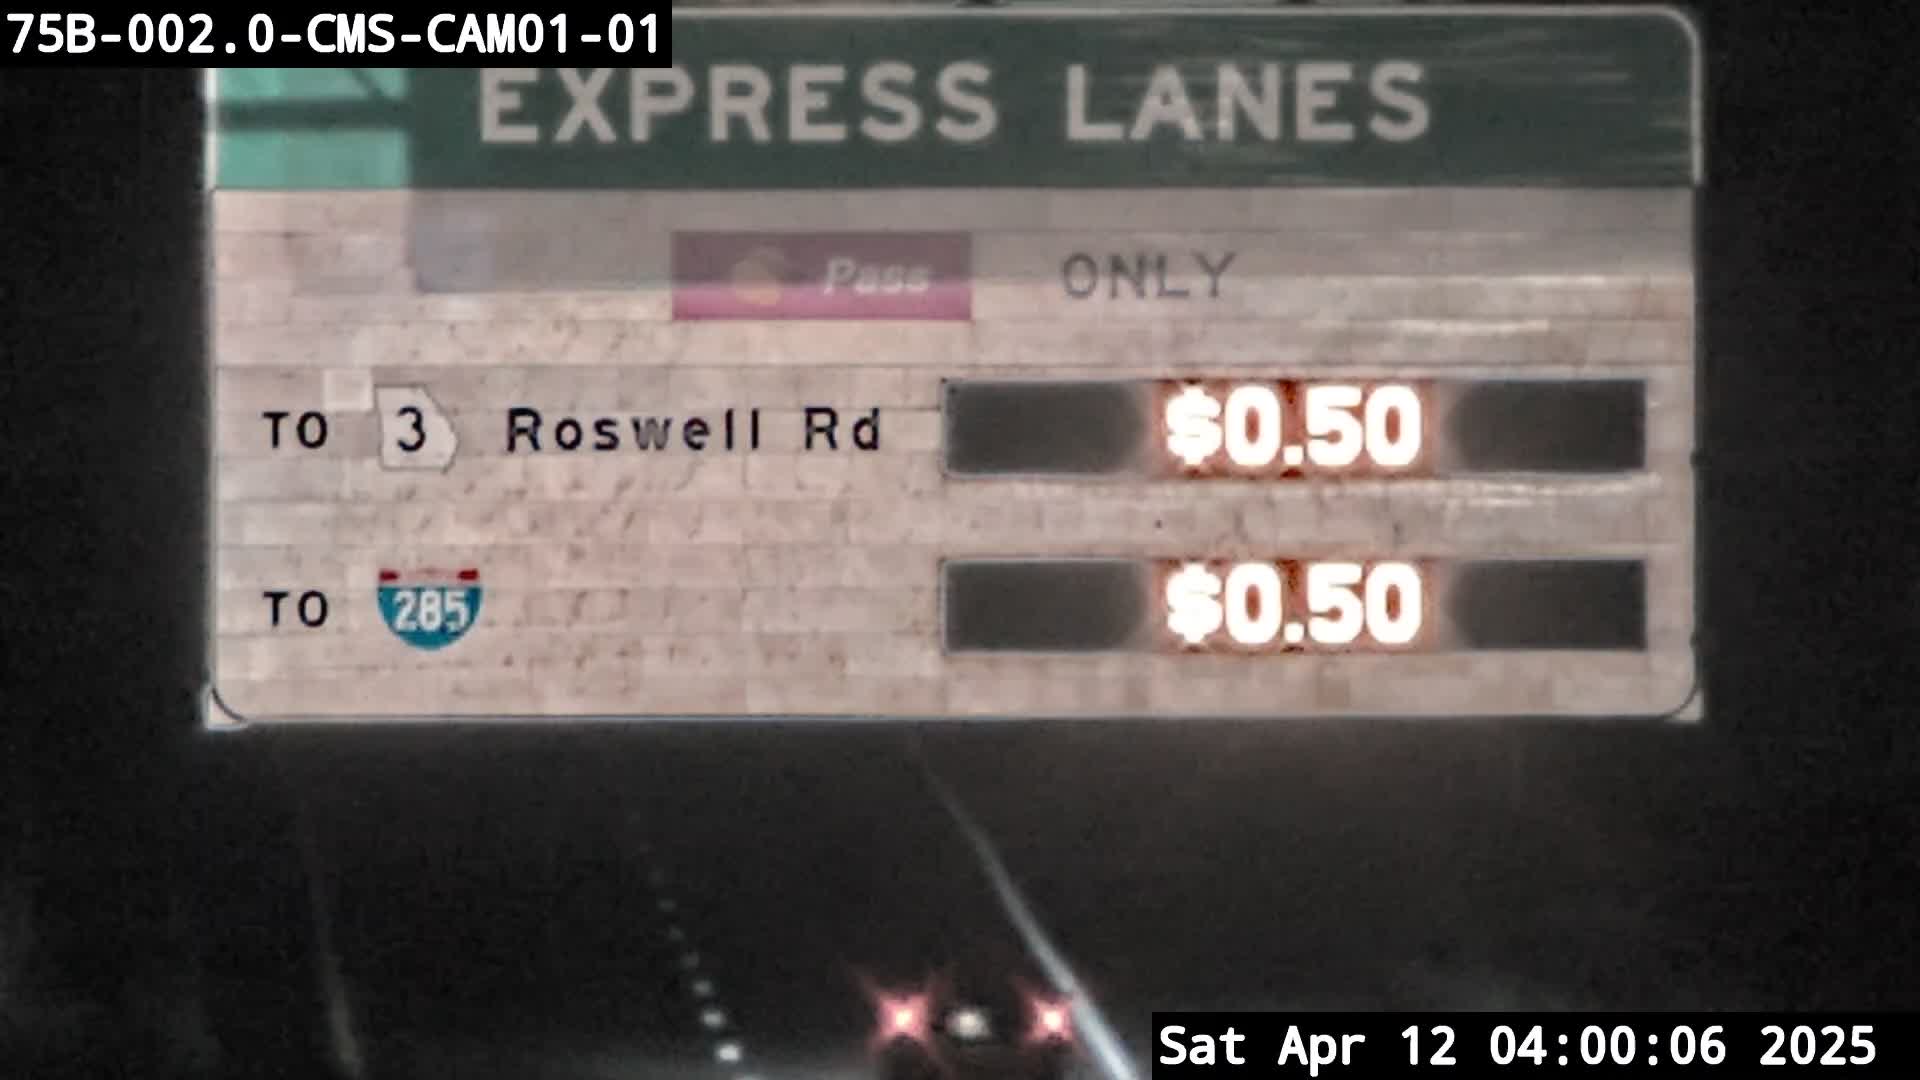 75B-002.0-CMS-CAM01-01
EXPRESS LANES
Pass ONLY
TO 3 Roswell Rd $0.50
TO 285 $0.50
Sat Apr 12 04:00:06 2025